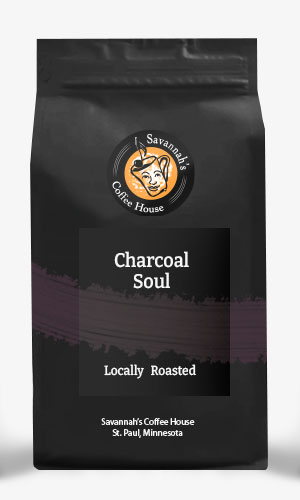 Savannah's
Coffee House
Charcoal
Soul
Locally Roasted
Savannah's Coffee House
St. Paul, Minnesota